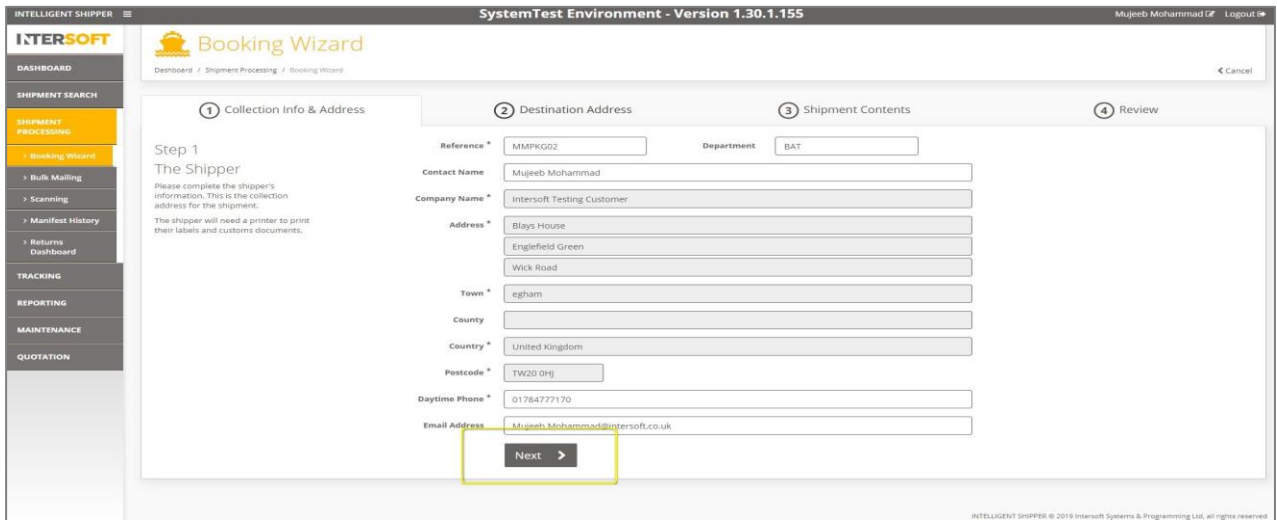 INTELLIGENT SHIPPER
SystemTest Environment - Version 1.30.1.155
Mujeeb Mohammad Logout
INTERSOFT
DASHBOARD
SHIPMENT SEARCH
SHIPMENT PROCESSING
> Booking Wizard
> Bulk Mailing
> Scanning
> Manifest History
> Returns Dashboard
TRACKING
REPORTING
MAINTENANCE
QUOTATION
Booking Wizard
Dashboard / Shipment Processing / Booking Wizard
Cancel
1 Collection Info & Address
2 Destination Address
3 Shipment Contents
4 Review
Step 1
The Shipper
Please complete the shipper's
information. This is the collection
address for the shipment.
The shipper will need a printer to print
their labels and customs documents.
Reference * MMPKG02 Department BAT
Contact Name Mujeeb Mohammad
Company Name * Intersoft Testing Customer
Address * Blays House
Englefield Green
Wick Road
Town * egham
County
Country * United Kingdom
Postcode * TW20 0HJ
Daytime Phone * 01784777170
Email Address Mujeeb.Mohammad@intersoft.co.uk
Next >
INTELLIGENT SHIPPER © 2019 Intersoft Systems & Programming Ltd, all rights reserved